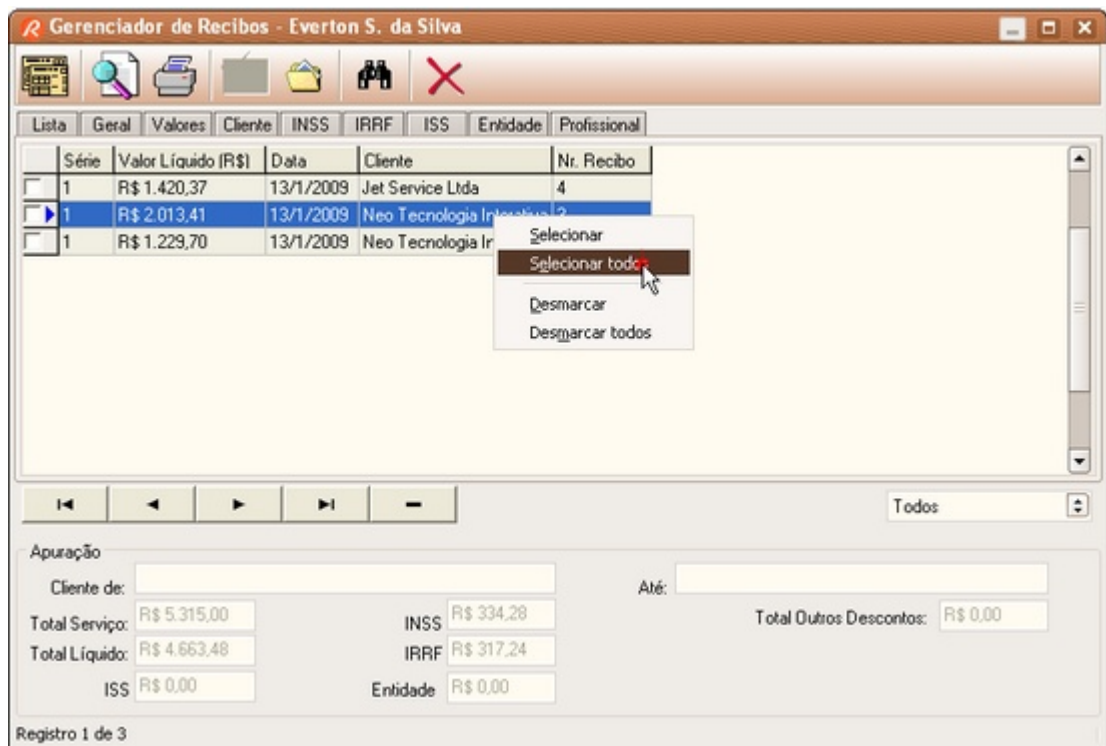 Gerenciador de Recibos - Everton S. da Silva
Lista Geral Valores Cliente INSS IRRF ISS Entidade Profissional
Série Valor Líquido (R$) Data Cliente Nr. Recibo
1 R$ 1.420,37 13/1/2009 Jet Service Ltda 4
1 R$ 2.013,41 13/1/2009 Neo Tecnologia
1 R$ 1.229,70 13/1/2009 Neo Tecnologia
Selecionar
Selecionar todos
Desmarcar
Desmarcar todos
Todos
Apuração
Cliente de: Até:
Total Serviço: R$ 5.315,00 INSS R$ 334,28 Total Outros Descontos: R$ 0,00
Total Líquido: R$ 4.663,48 IRRF R$ 317,24
ISS R$ 0,00 Entidade R$ 0,00
Registro 1 de 3